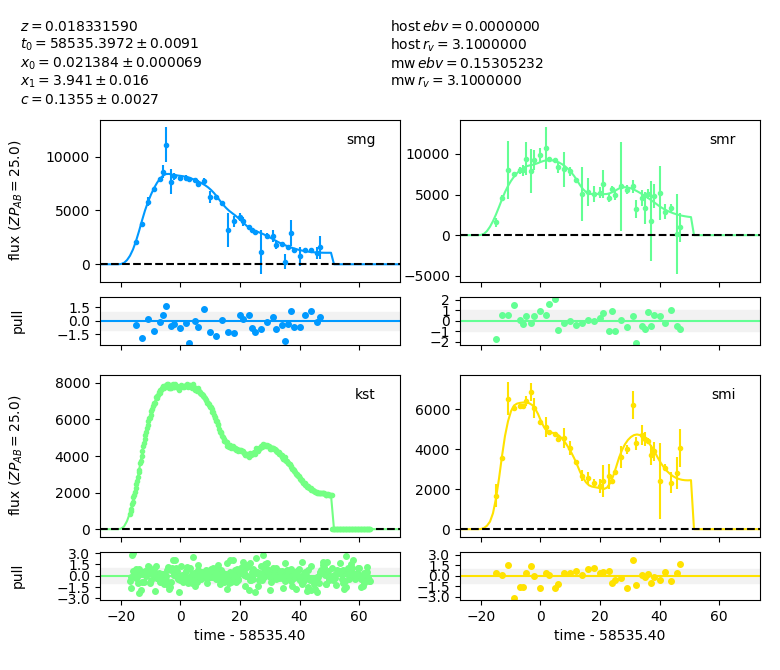 z = 0.018331590
t₀ = 58535.3972 ± 0.0091
x₀ = 0.021384 ± 0.000069
x₁ = 3.941 ± 0.016
c = 0.1355 ± 0.0027
host ebv = 0.0000000
host r_v = 3.1000000
mw ebv = 0.15305232
mw r_v = 3.1000000
flux (ZP_AB = 25.0)
10000
5000
0
smg
10000
5000
0
−5000
smr
pull
1.5
0.0
−1.5
2
1
0
−1
−2
flux (ZP_AB = 25.0)
8000
6000
4000
2000
0
kst
6000
4000
2000
0
smi
pull
3.0
1.5
0.0
−1.5
−3.0
−20 0 20 40 60
time - 58535.40
3.0
1.5
0.0
−1.5
−3.0
−20 0 20 40 60
time - 58535.40